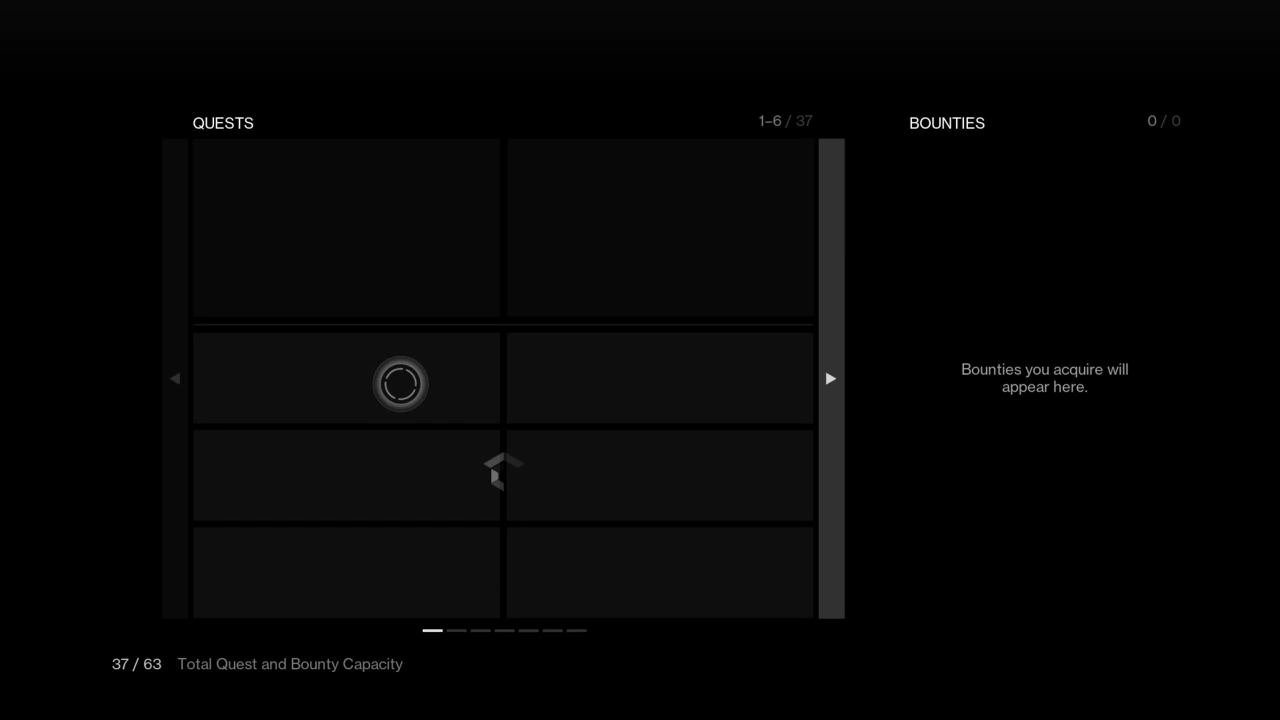 QUESTS
1–6 / 37
BOUNTIES
0 / 0
Bounties you acquire will
appear here.
37 / 63 Total Quest and Bounty Capacity